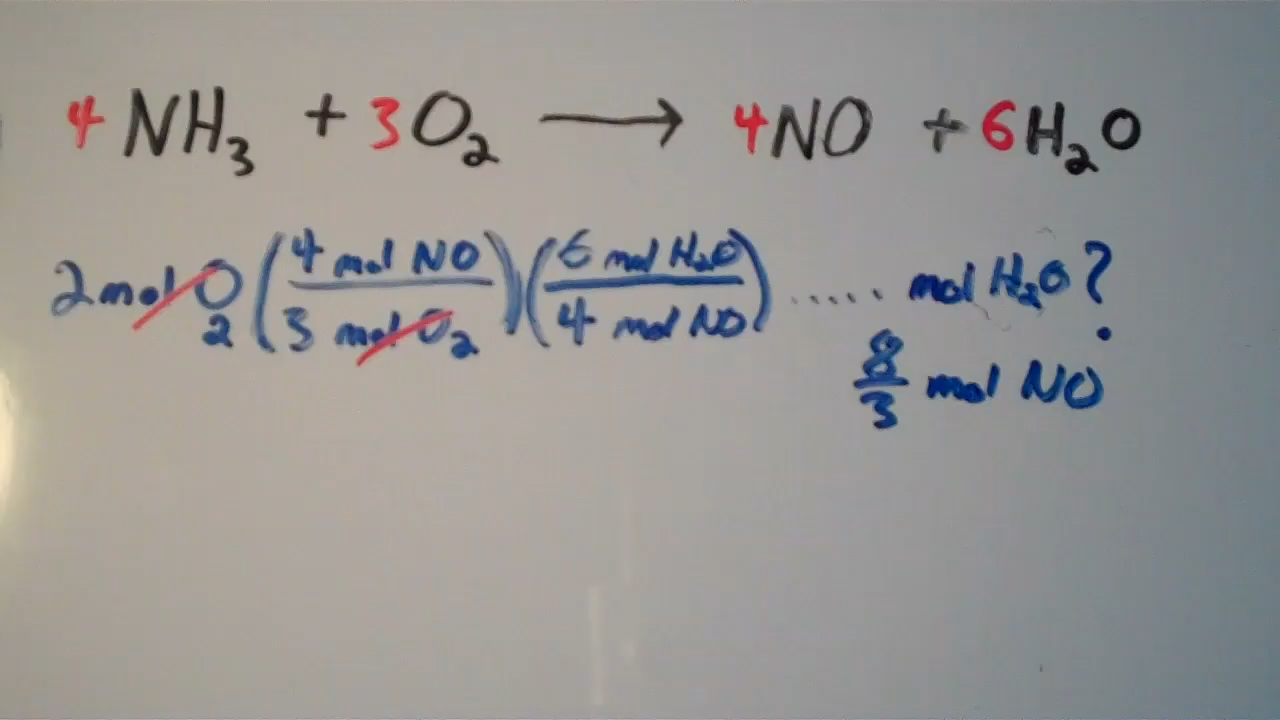 4 NH₃ + 3 O₂ → 4 NO + 6 H₂O
2 mol O₂ (4 mol NO / 3 mol O₂) (6 mol H₂O / 4 mol NO) ..... mol H₂O?
8/3 mol NO